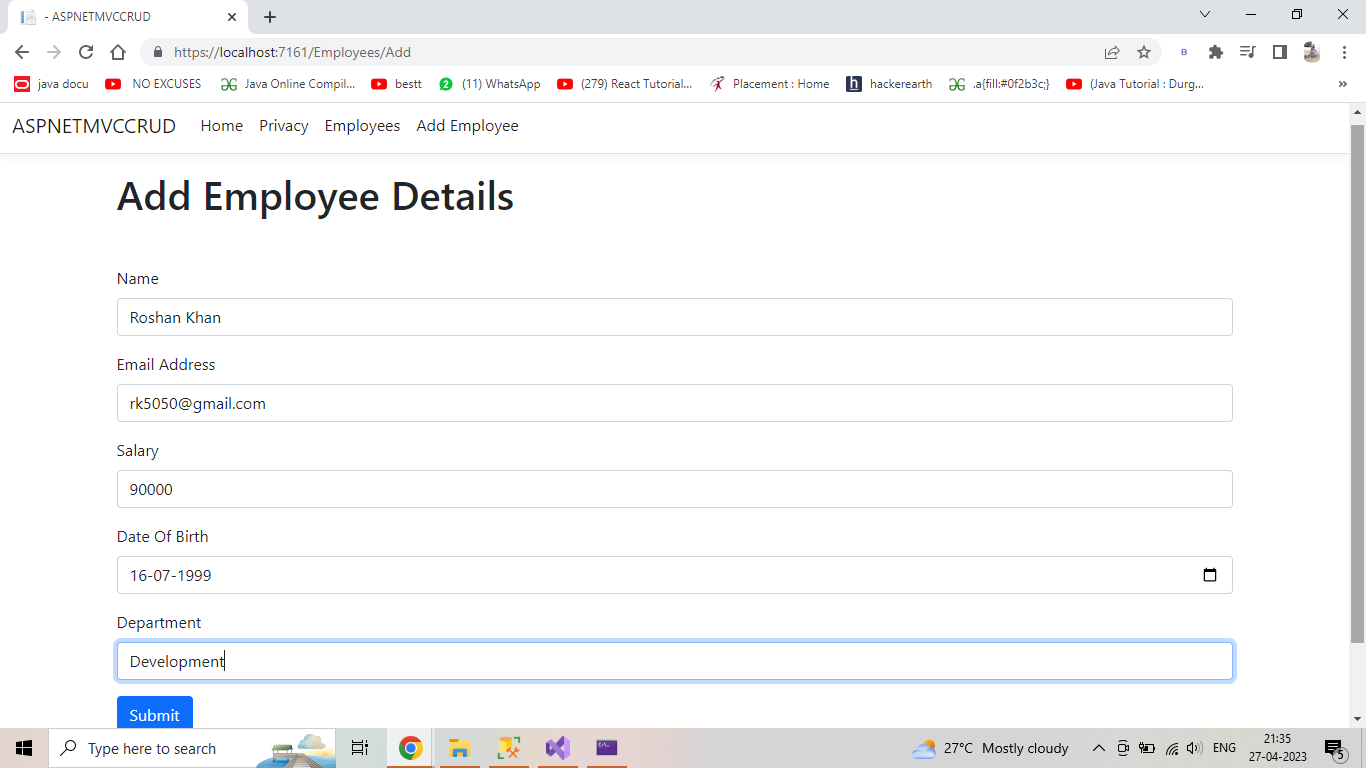 - ASPNETMVCCRUD
https://localhost:7161/Employees/Add
B
java docu
NO EXCUSES
Java Online Compil...
bestt
2
(11) WhatsApp
(279) React Tutorial...
Placement : Home
h
hackerearth
.a{fill:#0f2b3c;}
(Java Tutorial : Durg...
»
ASPNETMVCCRUD Home Privacy Employees Add Employee
Add Employee Details
Name
Roshan Khan
Email Address
rk5050@gmail.com
Salary
90000
Date Of Birth
16-07-1999
Department
Development
Submit
Type here to search
27°C Mostly cloudy
ENG
21:35
27-04-2023
5